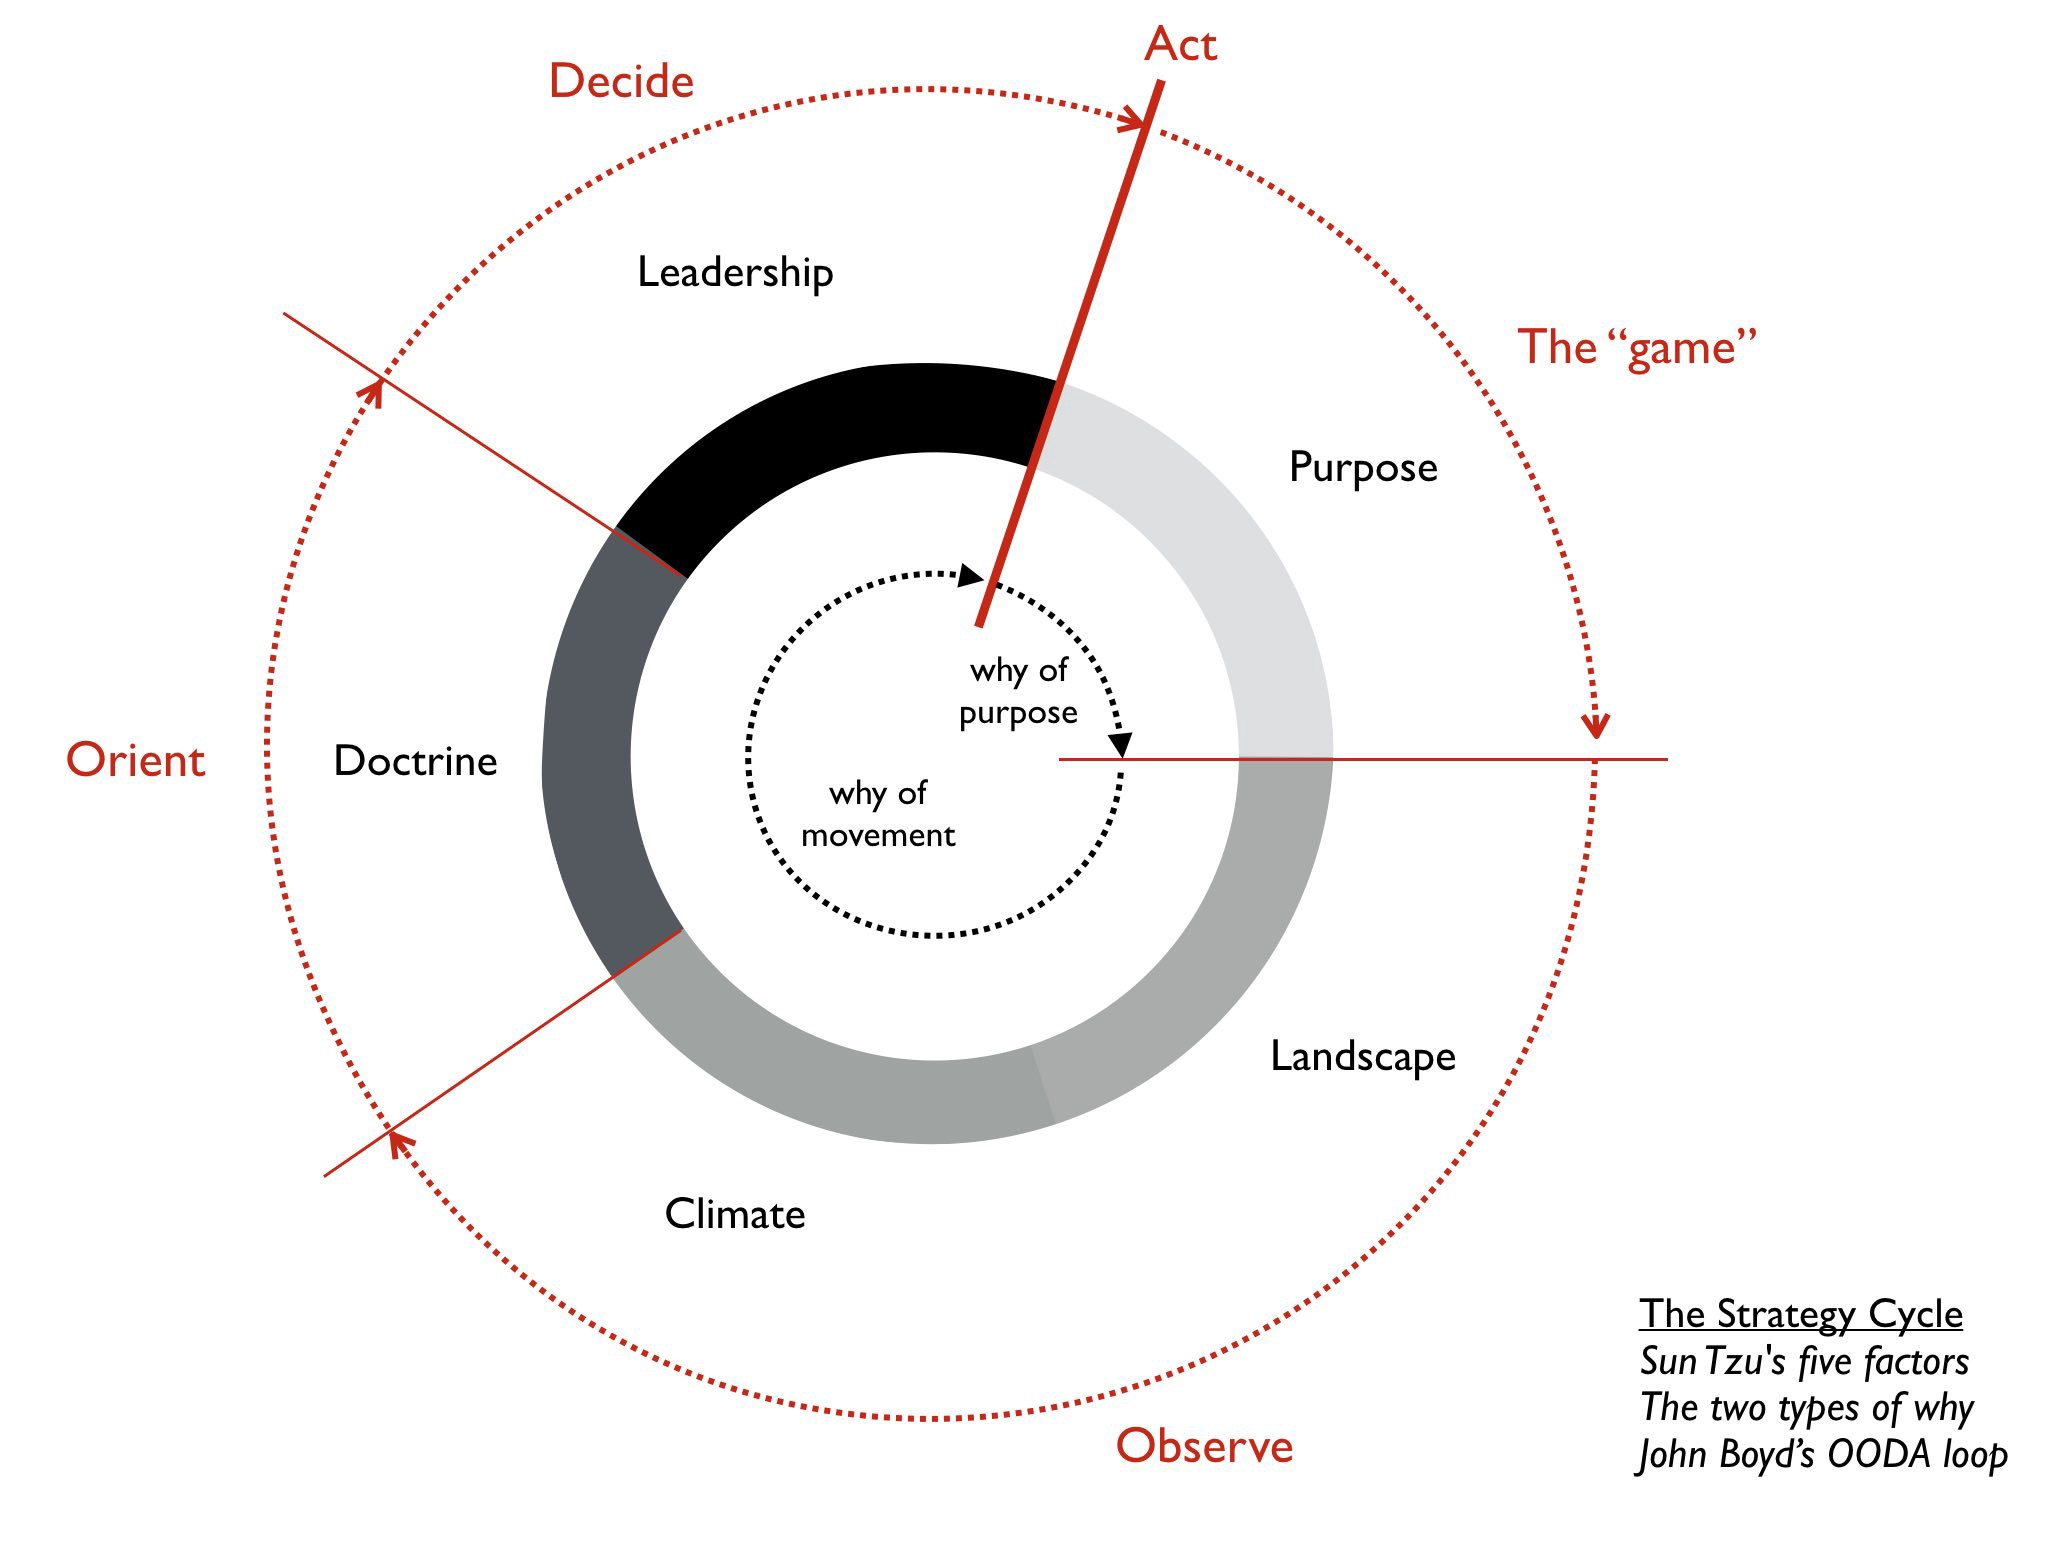 Act
Decide
Leadership
The “game”
Purpose
why of
purpose
Orient
Doctrine
why of
movement
Landscape
Climate
Observe
The Strategy Cycle
Sun Tzu's five factors
The two types of why
John Boyd’s OODA loop